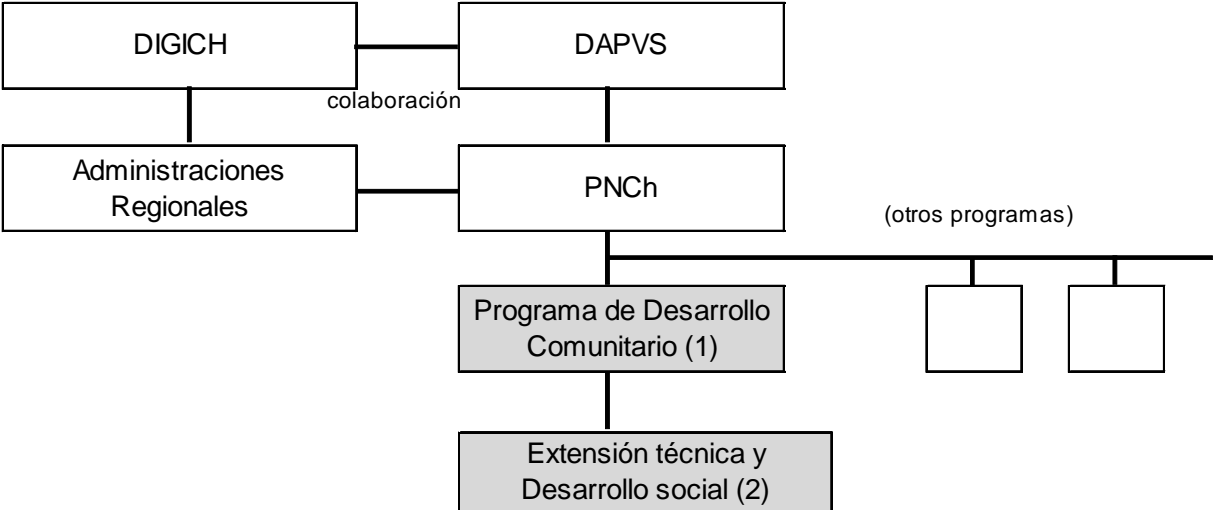 DIGICH
DAPVS
colaboración
Administraciones
Regionales
PNCh
(otros programas)
Programa de Desarrollo
Comunitario (1)
Extensión técnica y
Desarrollo social (2)